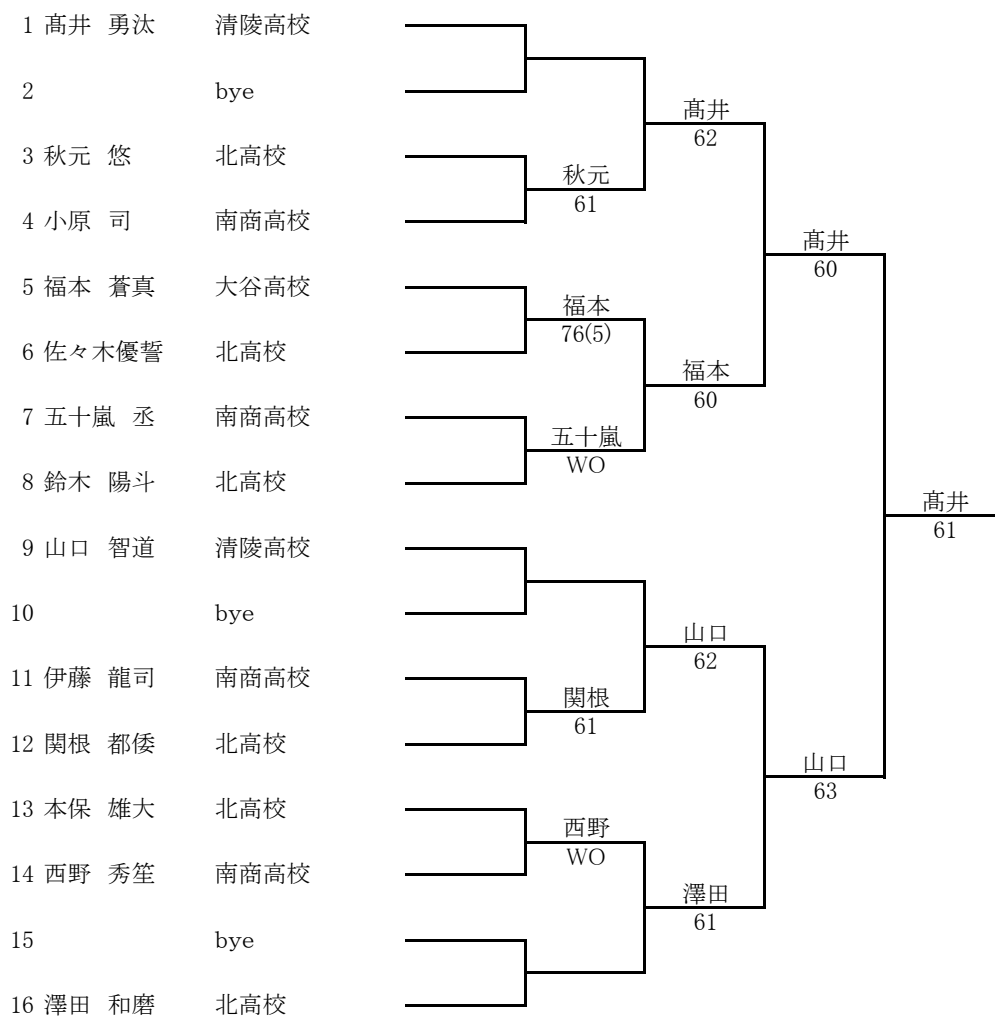 1 髙井 勇汰 清陵高校
2 bye
髙井
62
3 秋元 悠 北高校
秋元
61
4 小原 司 南商高校
髙井
60
5 福本 蒼真 大谷高校
福本
76(5)
6 佐々木優誓 北高校
福本
60
7 五十嵐 丞 南商高校
五十嵐
WO
8 鈴木 陽斗 北高校
髙井
61
9 山口 智道 清陵高校
10 bye
山口
62
11 伊藤 龍司 南商高校
関根
61
12 関根 都倭 北高校
山口
63
13 本保 雄大 北高校
西野
WO
14 西野 秀笙 南商高校
澤田
61
15 bye
16 澤田 和磨 北高校